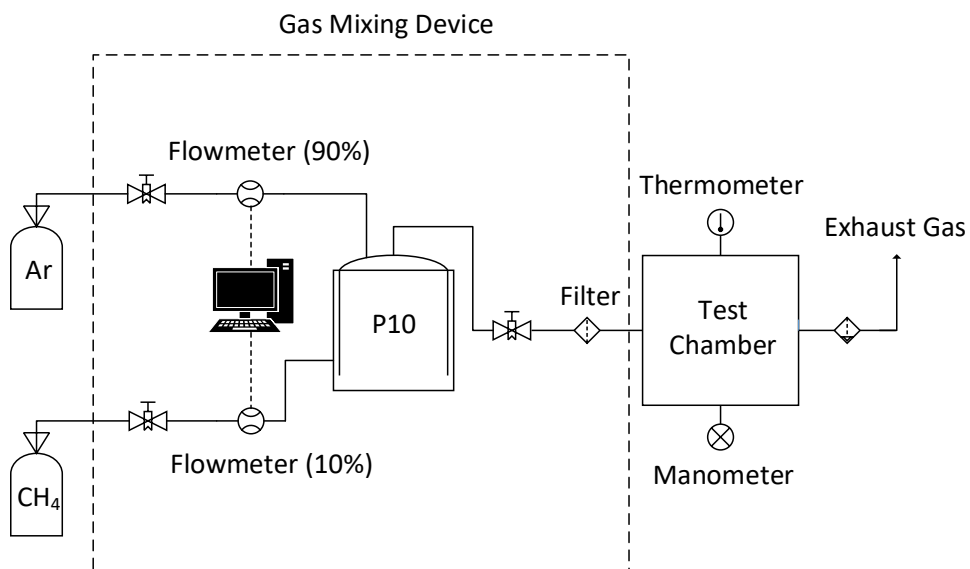 Gas Mixing Device
Flowmeter (90%)
Thermometer
Exhaust Gas
Ar
P10
Filter
Test
Chamber
Flowmeter (10%)
Manometer
CH₄